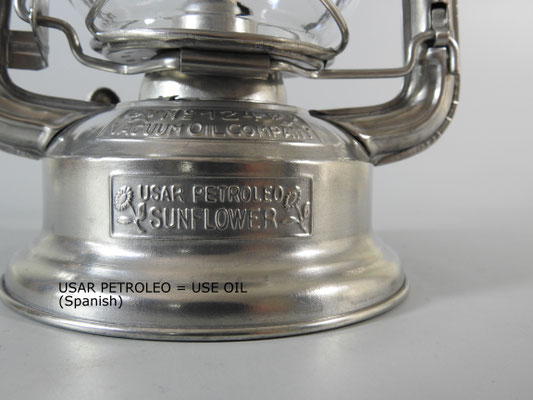 VACUUM OIL COMPANY
USAR PETROLEO
SUNFLOWER
USAR PETROLEO = USE OIL
(Spanish)